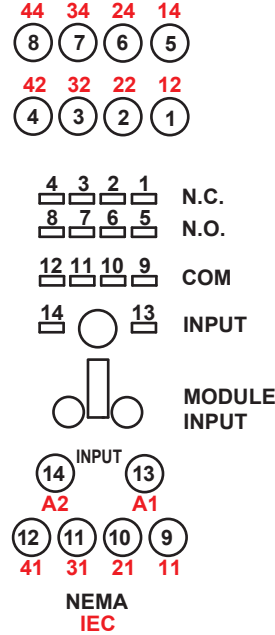 44 34 24 14
8 7 6 5
42 32 22 12
4 3 2 1
4 3 2 1 N.C.
8 7 6 5 N.O.
12 11 10 9 COM
14 13 INPUT
MODULE
INPUT
INPUT
14 13
A2 A1
12 11 10 9
41 31 21 11
NEMA
IEC